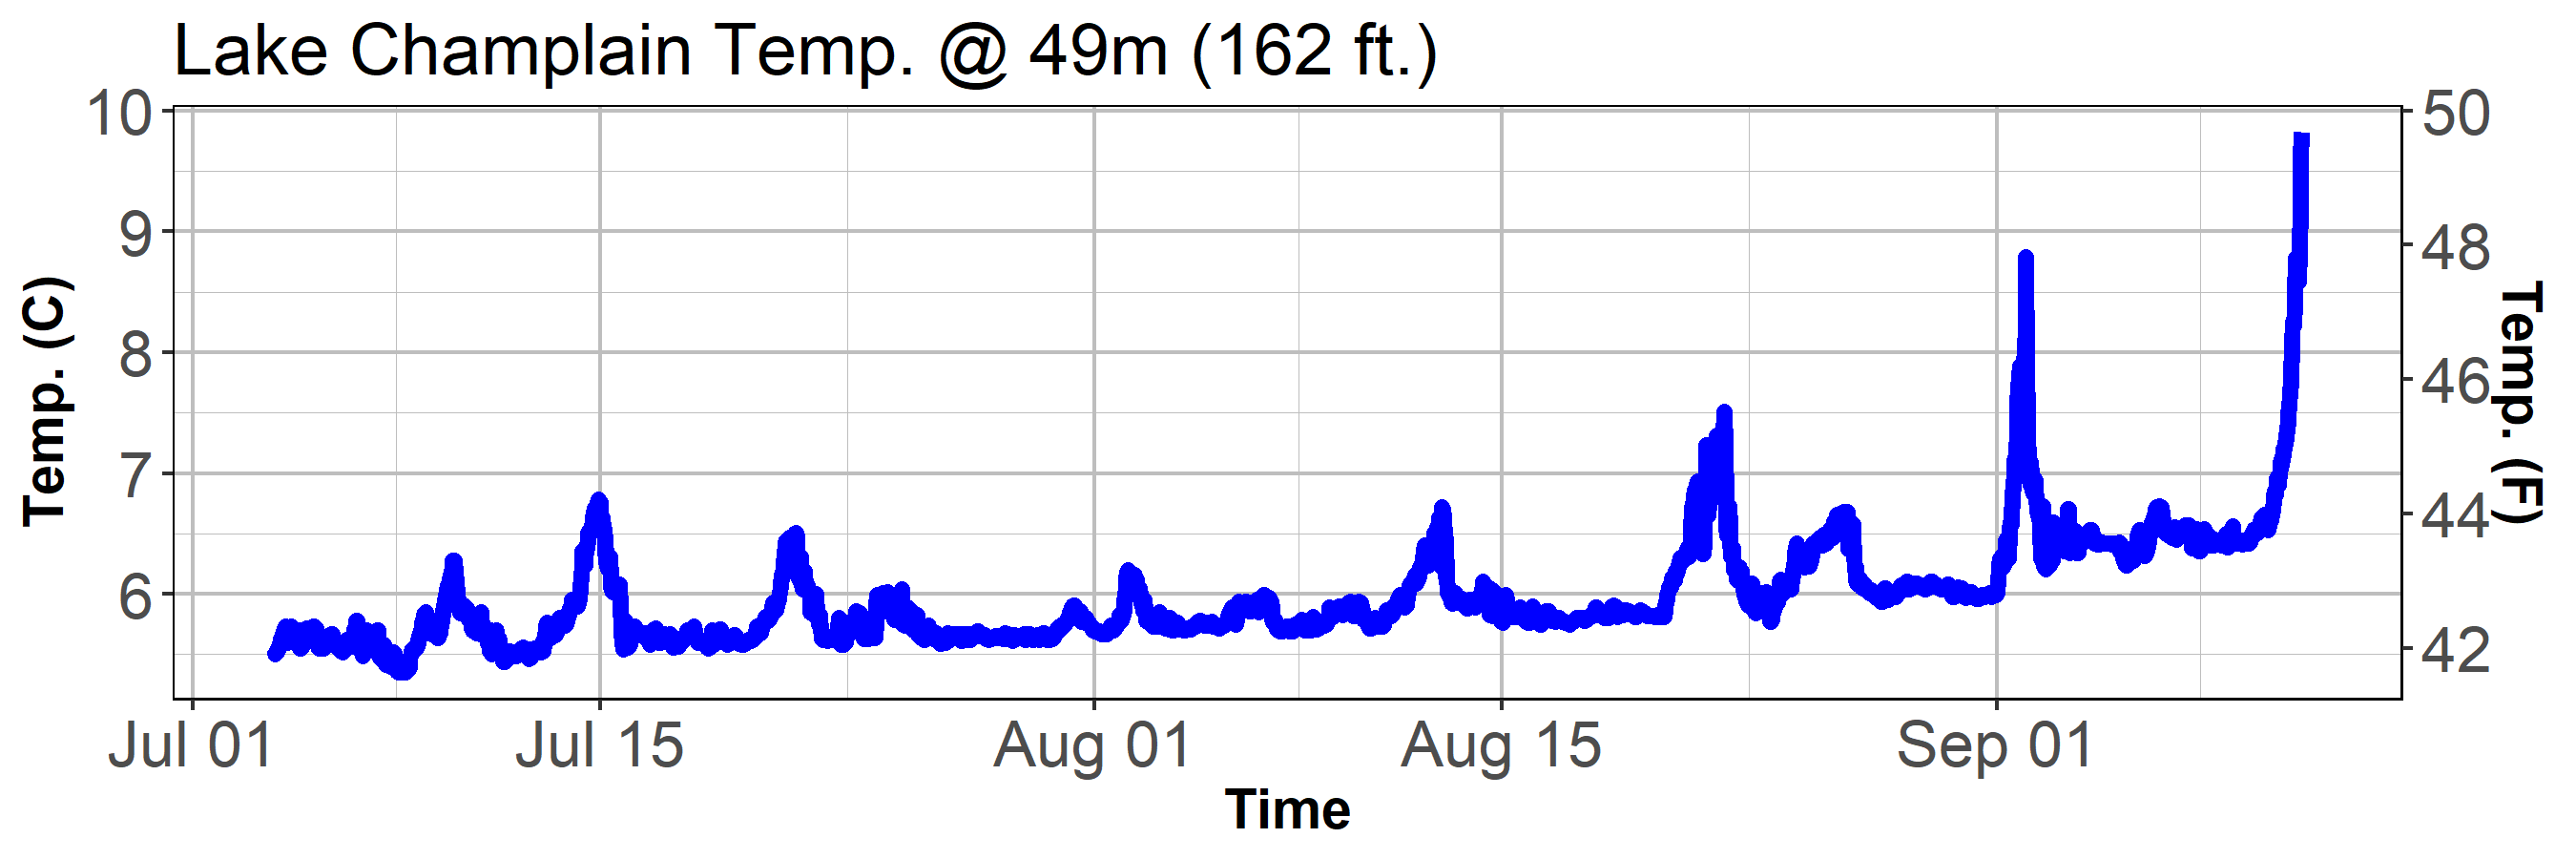 Lake Champlain Temp. @ 49m (162 ft.)
10
9
8
7
6
Temp. (C)
50
48
46
44
42
Temp. (F)
Jul 01 Jul 15 Aug 01 Aug 15 Sep 01
Time